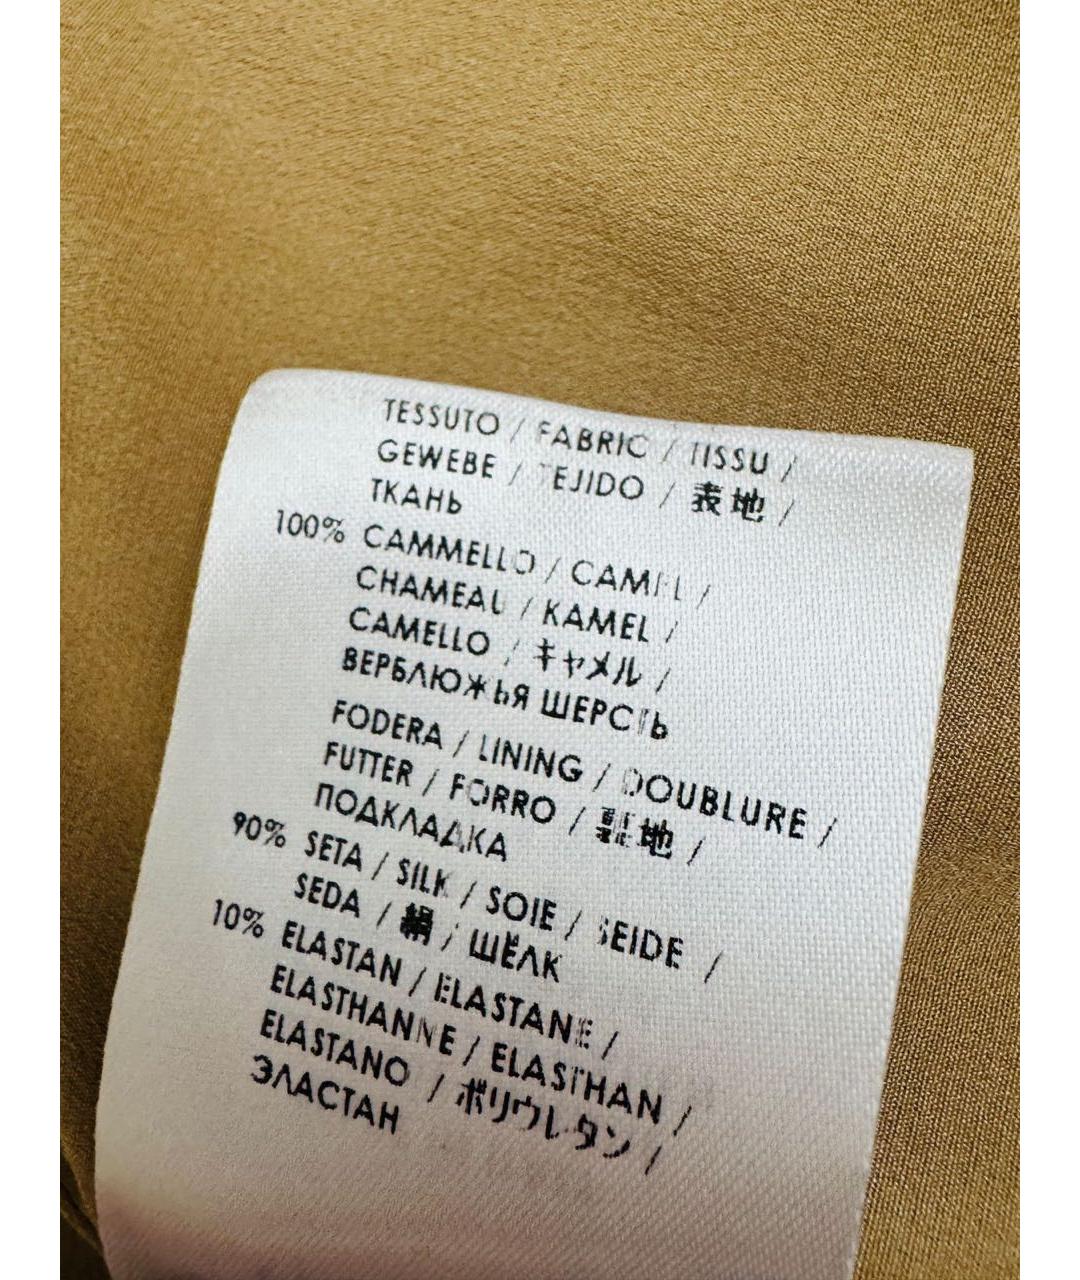 TESSUTO / FABRIC / TISSU /
GEWEBE / TEJIDO / 表地 /
ТКАНЬ
100% CAMMELLO / CAMEL /
CHAMEAU / KAMEL /
CAMELLO / キャメル /
ВЕРБЛЮЖЬЯ ШЕРСТЬ
FODERA / LINING / DOUBLURE /
FUTTER / FORRO / 裏地 /
ПОДКЛАДКА
90% SETA / SILK / SOIE / SEIDE /
SEDA / 絹 / ШЁЛК
10% ELASTAN / ELASTANE /
ELASTHANNE / ELASTHAN /
ELASTANO / ポリウレタン /
ЭЛАСТАН